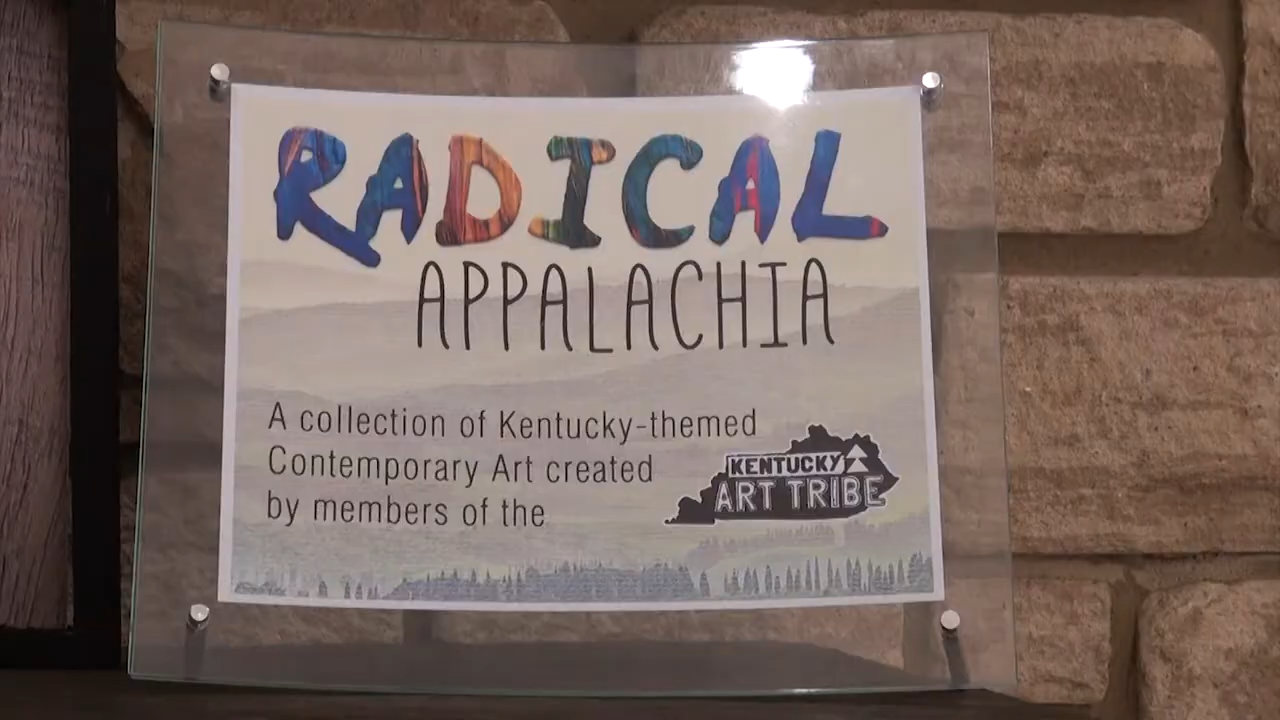 RADICAL
APPALACHIA
A collection of Kentucky-themed
Contemporary Art created
by members of the
KENTUCKY
ART TRIBE